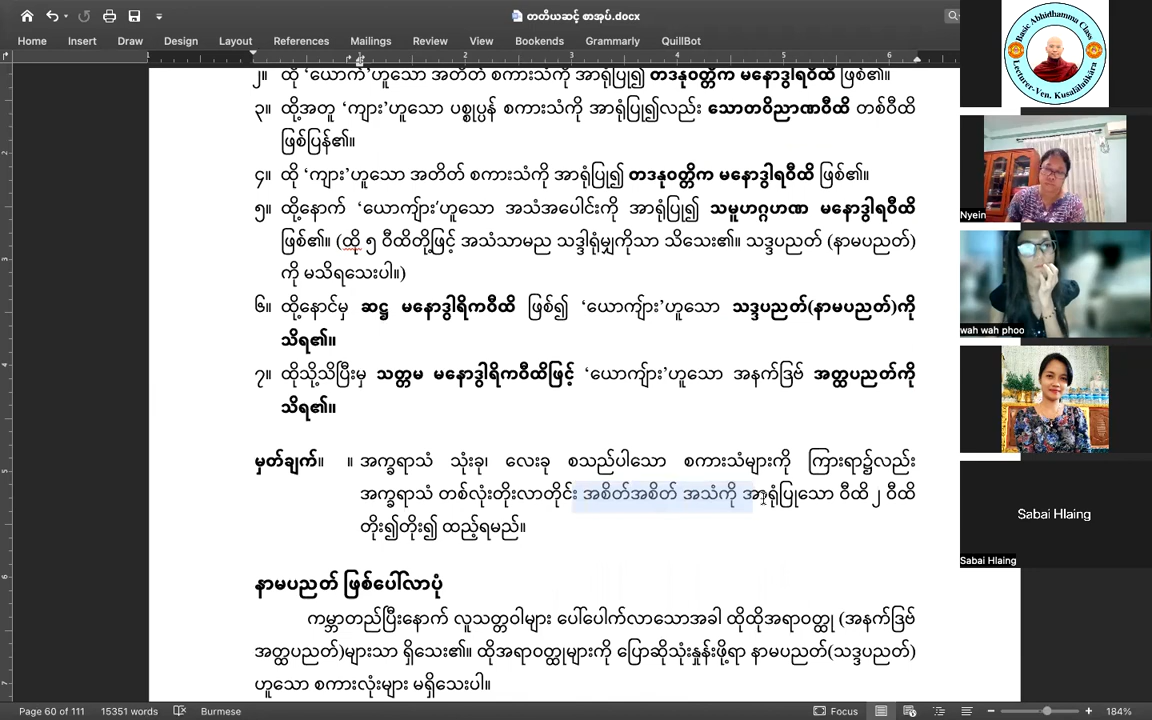 တတိယဆင့် စာအုပ်.docx
Home Insert Draw Design Layout References Mailings Review View Bookends Grammarly QuillBot
၂။ ထို ‘ယောက်’ဟူသော အတိတ် စကားသံကို အာရုံပြု၍ တဒနုဝတ္တိက မနောဒွါရဝီထိ ဖြစ်၏။
၃။ ထို့အတူ ‘ကျား’ဟူသော ပစ္စုပ္ပန် စကားသံကို အာရုံပြု၍လည်း သောတဝိညာဏဝီထိ တစ်ဝီထိ
ဖြစ်ပြန်၏။
၄။ ထို ‘ကျား’ဟူသော အတိတ် စကားသံကို အာရုံပြု၍ တဒနုဝတ္တိက မနောဒွါရဝီထိ ဖြစ်၏။
၅။ ထို့နောက် ‘ယောကျ်ား’ဟူသော အသံအပေါင်းကို အာရုံပြု၍ သမူဟဂ္ဂဟဏ မနောဒွါရဝီထိ
ဖြစ်၏။ (ထို ၅ ဝီထိတို့ဖြင့် အသံသာမည သဒ္ဒါရုံမျှကိုသာ သိသေး၏။ သဒ္ဒပညတ် (နာမပညတ်)
ကို မသိရသေးပါ။)
၆။ ထို့နောင်မှ ဆဋ္ဌ မနောဒွါရိကဝီထိ ဖြစ်၍ ‘ယောကျ်ား’ဟူသော သဒ္ဒပညတ်(နာမပညတ်)ကို
သိရ၏။
၇။ ထိုသို့သိပြီးမှ သတ္တမ မနောဒွါရိကဝီထိဖြင့် ‘ယောကျ်ား’ဟူသော အနက်ဒြဗ် အတ္ထပညတ်ကို
သိရ၏။
မှတ်ချက်။ ။ အက္ခရာသံ သုံးခု၊ လေးခု စသည်ပါသော စကားသံများကို ကြားရာ၌လည်း
အက္ခရာသံ တစ်လုံးတိုးလာတိုင်း အစိတ်အစိတ် အသံကို အာရုံပြုသော ဝီထိ ၂ ဝီထိ
တိုး၍တိုး၍ ထည့်ရမည်။
နာမပညတ် ဖြစ်ပေါ်လာပုံ
ကမ္ဘာတည်ပြီးနောက် လူသတ္တဝါများ ပေါ်ပေါက်လာသောအခါ ထိုထိုအရာဝတ္ထု (အနက်ဒြဗ်
အတ္ထပညတ်)များသာ ရှိသေး၏။ ထိုအရာဝတ္ထုများကို ပြောဆိုသုံးနှုန်းဖို့ရာ နာမပညတ်(သဒ္ဒပညတ်)
ဟူသော စကားလုံးများ မရှိသေးပါ။
Page 60 of 111 15351 words Burmese Focus 184%
Basic Abhidhamma Class
Lecturer-Ven. Kusalālaṅkāra
Nyein
wah wah phoo
Sabai Hlaing
Sabai Hlaing